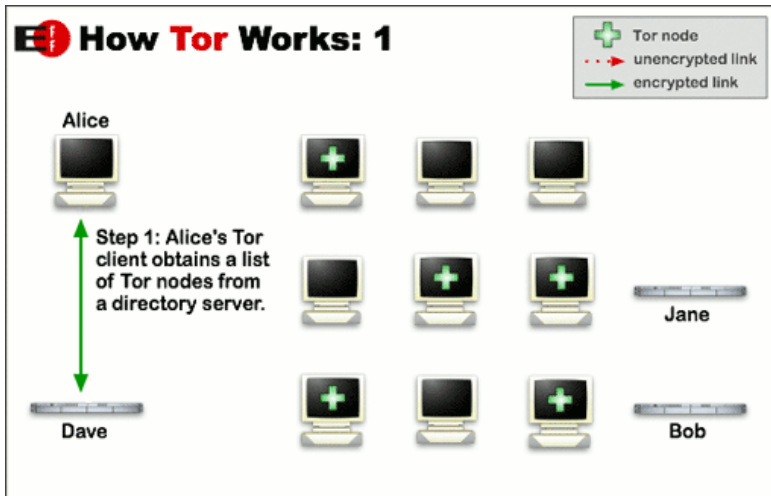 EFF How Tor Works: 1
Tor node
unencrypted link
encrypted link
Alice
Step 1: Alice's Tor
client obtains a list
of Tor nodes from
a directory server.
Jane
Dave
Bob